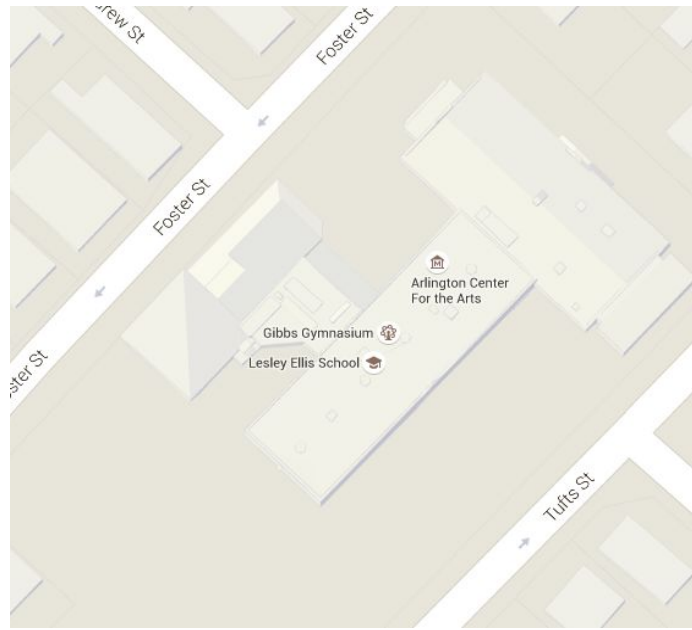 drew St
Foster St
Foster St
Arlington Center
For the Arts
Gibbs Gymnasium
Lesley Ellis School
ster St
Tufts St